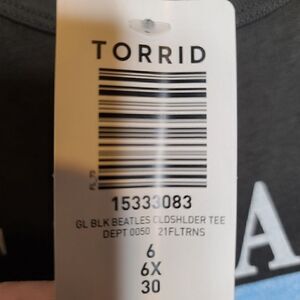 TORRID
15333083
GL BLK BEATLES CLDSHLDER TEE
DEPT 0050 21FLTRNS
6
6X
30
A